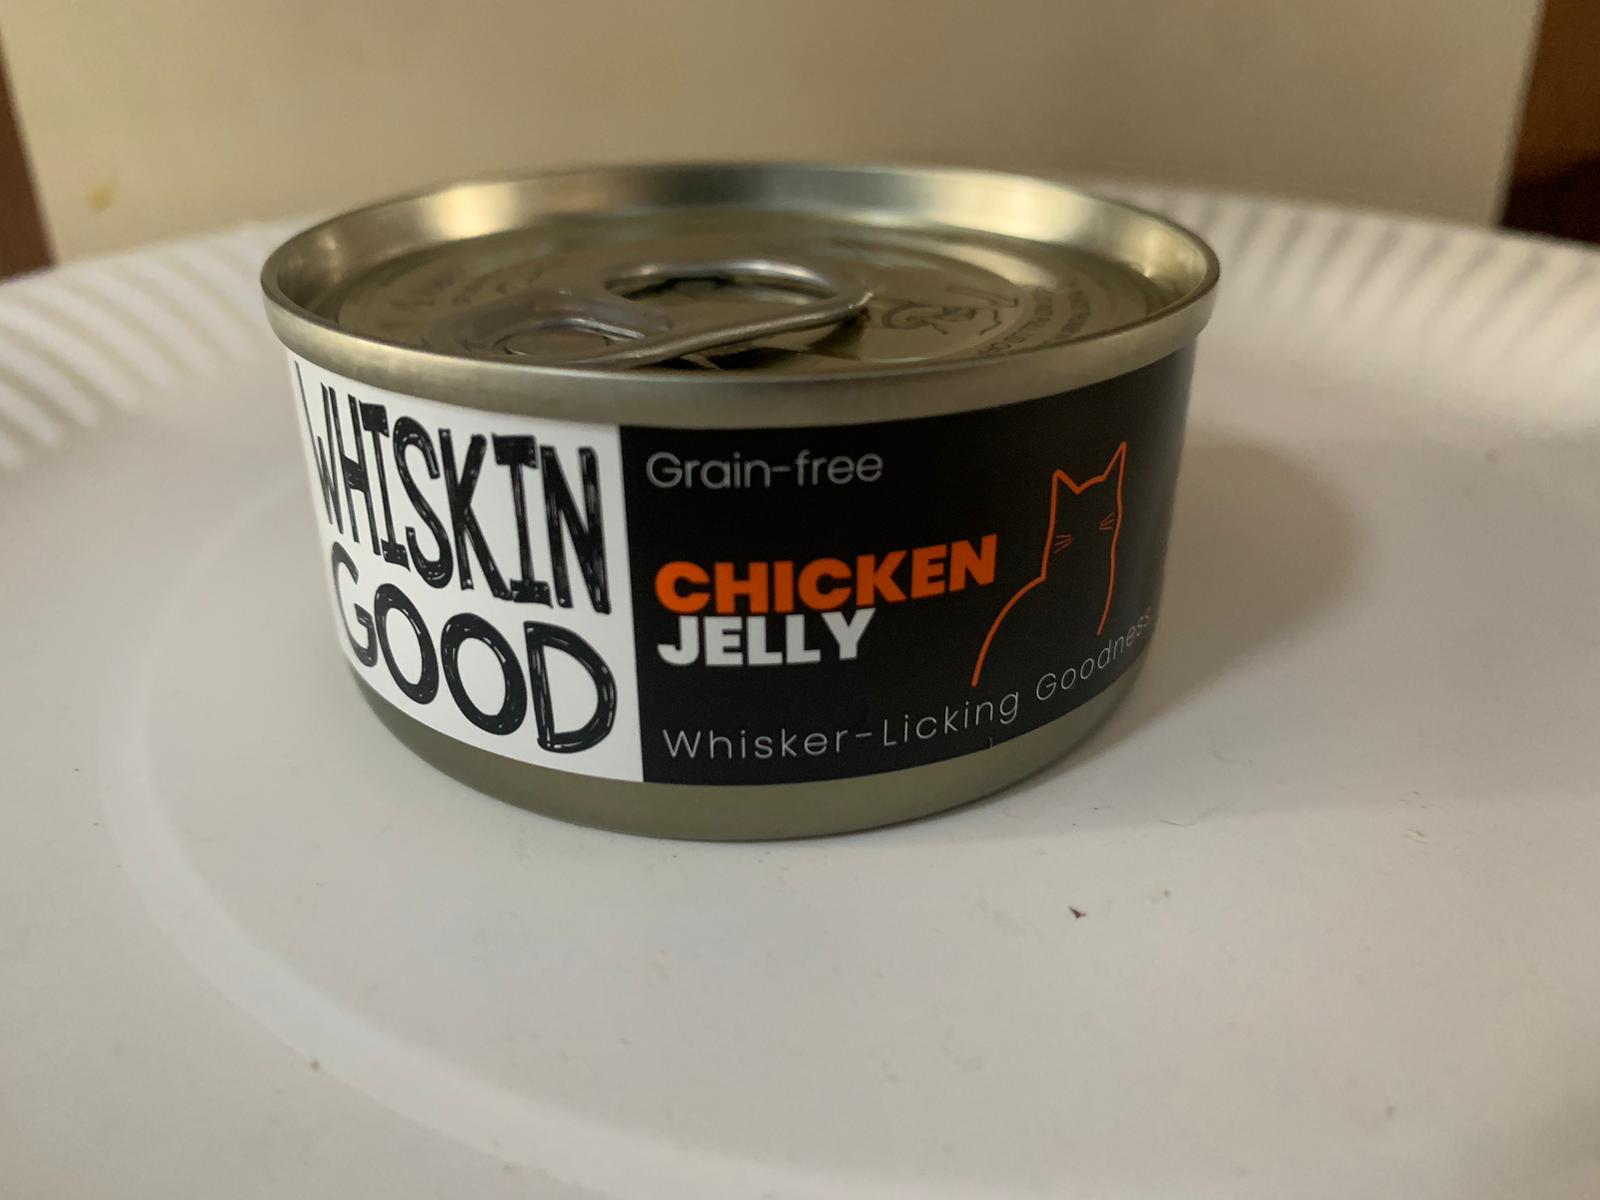 WHISKIN
GOOD
Grain-free
CHICKEN
JELLY
Whisker-Licking Goodness